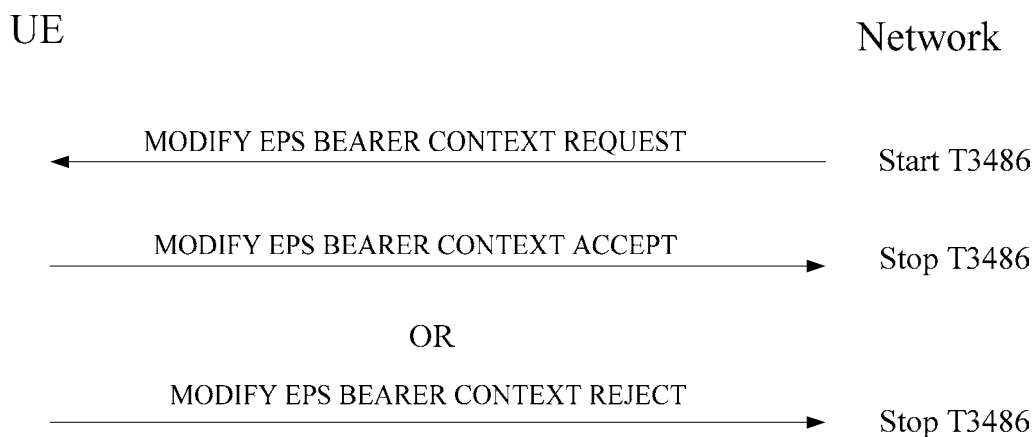 UE
Network
MODIFY EPS BEARER CONTEXT REQUEST
Start T3486
MODIFY EPS BEARER CONTEXT ACCEPT
Stop T3486
OR
MODIFY EPS BEARER CONTEXT REJECT
Stop T3486